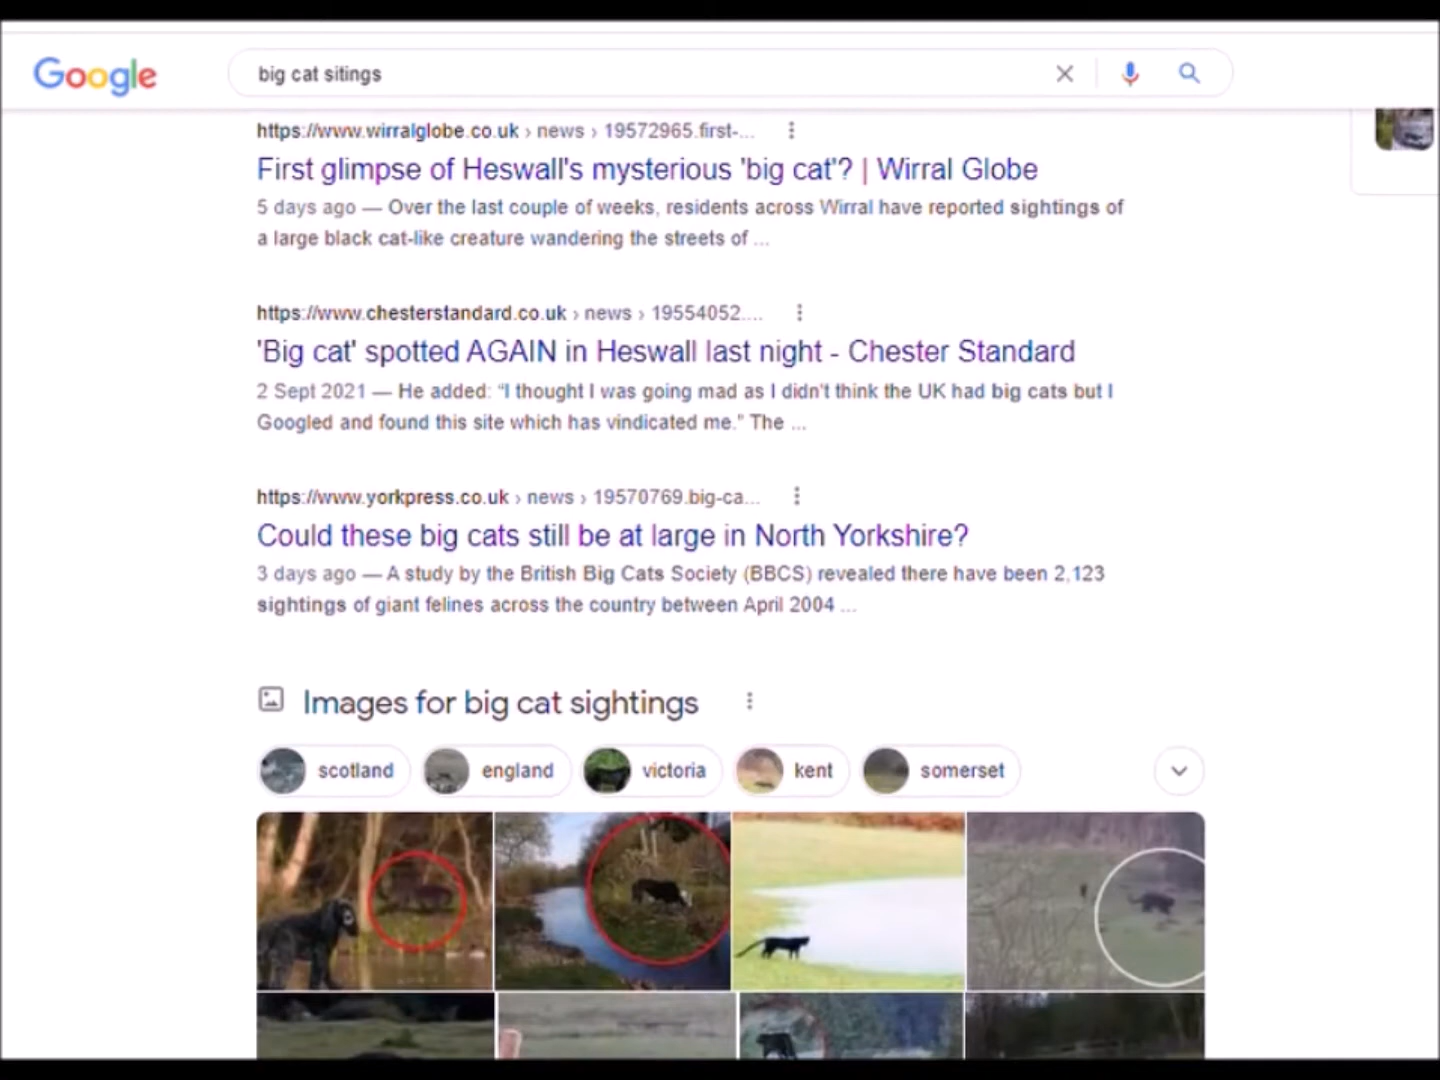 Google
big cat sitings
https://www.wirralglobe.co.uk › news › 19572965.first-...
First glimpse of Heswall's mysterious 'big cat'? | Wirral Globe
5 days ago — Over the last couple of weeks, residents across Wirral have reported sightings of
a large black cat-like creature wandering the streets of ...
https://www.chesterstandard.co.uk › news › 19554052....
'Big cat' spotted AGAIN in Heswall last night - Chester Standard
2 Sept 2021 — He added: “I thought I was going mad as I didn't think the UK had big cats but I
Googled and found this site which has vindicated me.” The ...
https://www.yorkpress.co.uk › news › 19570769.big-ca...
Could these big cats still be at large in North Yorkshire?
3 days ago — A study by the British Big Cats Society (BBCS) revealed there have been 2,123
sightings of giant felines across the country between April 2004 ...
Images for big cat sightings
scotland england victoria kent somerset